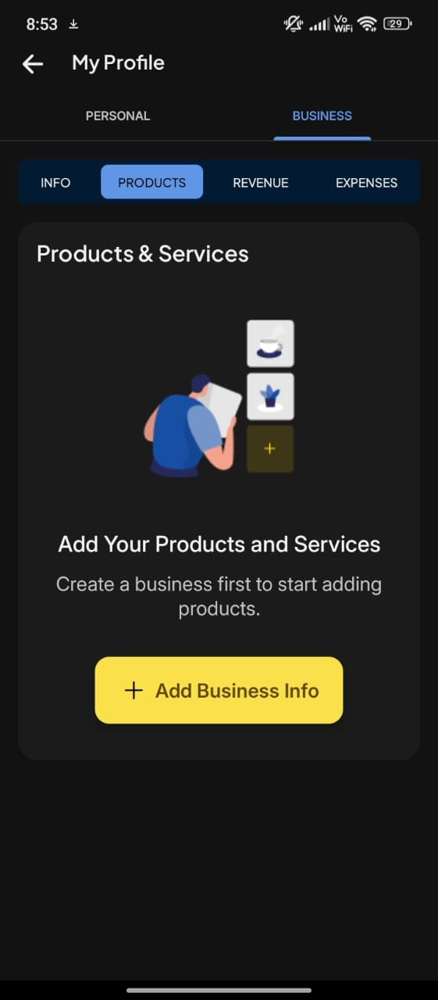 8:53
Vo
WiFi
29
My Profile
PERSONAL BUSINESS
INFO PRODUCTS REVENUE EXPENSES
Products & Services
+
Add Your Products and Services
Create a business first to start adding
products.
+ Add Business Info